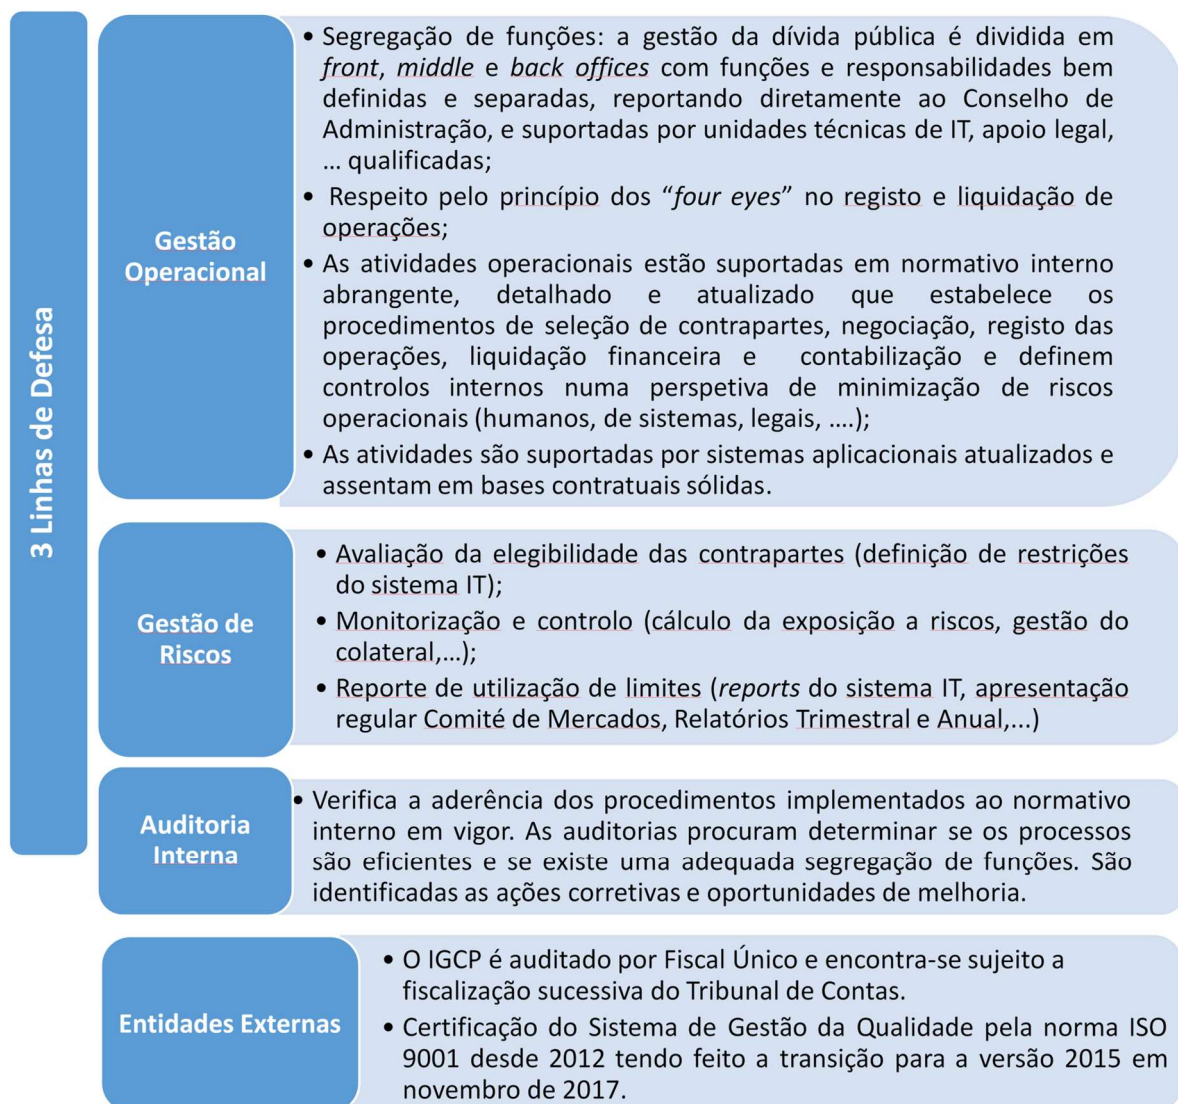 3 Linhas de Defesa
Gestão
Operacional
• Segregação de funções: a gestão da dívida pública é dividida em
front, middle e back offices com funções e responsabilidades bem
definidas e separadas, reportando diretamente ao Conselho de
Administração, e suportadas por unidades técnicas de IT, apoio legal,
… qualificadas;
• Respeito pelo princípio dos “four eyes” no registo e liquidação de
operações;
• As atividades operacionais estão suportadas em normativo interno
abrangente, detalhado e atualizado que estabelece os
procedimentos de seleção de contrapartes, negociação, registo das
operações, liquidação financeira e contabilização e definem
controlos internos numa perspetiva de minimização de riscos
operacionais (humanos, de sistemas, legais, ….);
• As atividades são suportadas por sistemas aplicacionais atualizados e
assentam em bases contratuais sólidas.
Gestão de
Riscos
• Avaliação da elegibilidade das contrapartes (definição de restrições
do sistema IT);
• Monitorização e controlo (cálculo da exposição a riscos, gestão do
colateral,…);
• Reporte de utilização de limites (reports do sistema IT, apresentação
regular Comité de Mercados, Relatórios Trimestral e Anual,...)
Auditoria
Interna
• Verifica a aderência dos procedimentos implementados ao normativo
interno em vigor. As auditorias procuram determinar se os processos
são eficientes e se existe uma adequada segregação de funções. São
identificadas as ações corretivas e oportunidades de melhoria.
Entidades Externas
• O IGCP é auditado por Fiscal Único e encontra-se sujeito a
fiscalização sucessiva do Tribunal de Contas.
• Certificação do Sistema de Gestão da Qualidade pela norma ISO
9001 desde 2012 tendo feito a transição para a versão 2015 em
novembro de 2017.